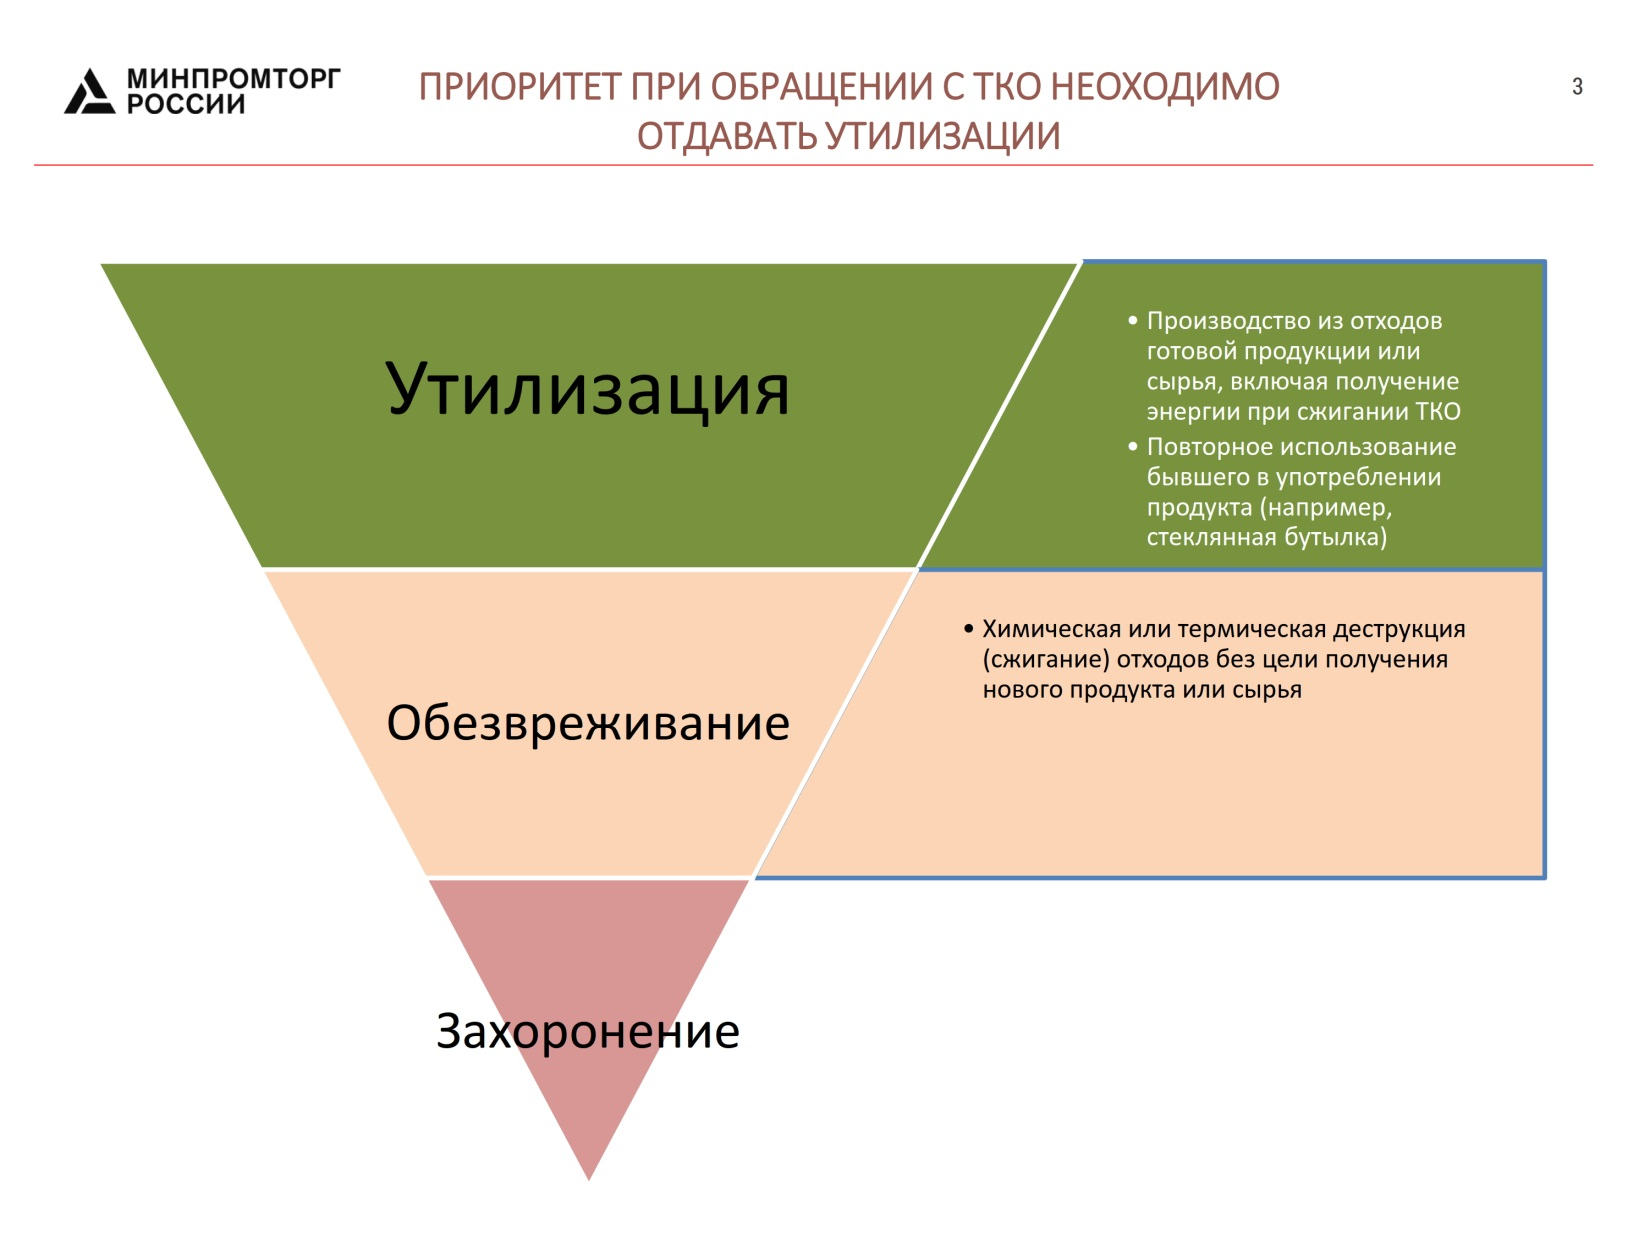 МИНПРОМТОРГ
РОССИИ
ПРИОРИТЕТ ПРИ ОБРАЩЕНИИ С ТКО НЕОХОДИМО
ОТДАВАТЬ УТИЛИЗАЦИИ
3
Утилизация
• Производство из отходов
готовой продукции или
сырья, включая получение
энергии при сжигании ТКО
• Повторное использование
бывшего в употреблении
продукта (например,
стеклянная бутылка)
Обезвреживание
• Химическая или термическая деструкция
(сжигание) отходов без цели получения
нового продукта или сырья
Захоронение